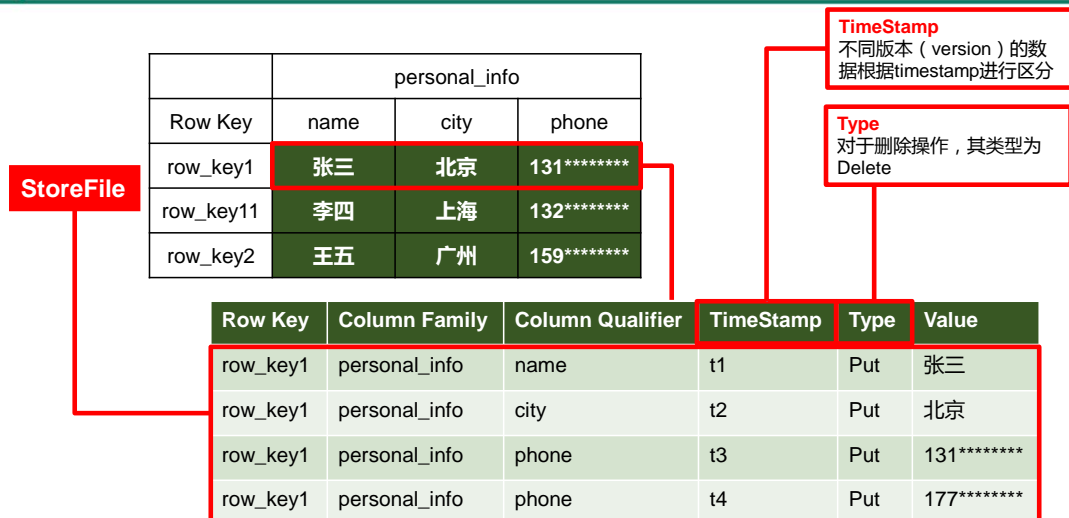 TimeStamp
不同版本（version）的数
据根据timestamp进行区分
Type
对于删除操作，其类型为
Delete
StoreFile
personal_info
Row Key name city phone
row_key1 张三 北京 131********
row_key11 李四 上海 132********
row_key2 王五 广州 159********
Row Key Column Family Column Qualifier TimeStamp Type Value
row_key1 personal_info name t1 Put 张三
row_key1 personal_info city t2 Put 北京
row_key1 personal_info phone t3 Put 131********
row_key1 personal_info phone t4 Put 177********